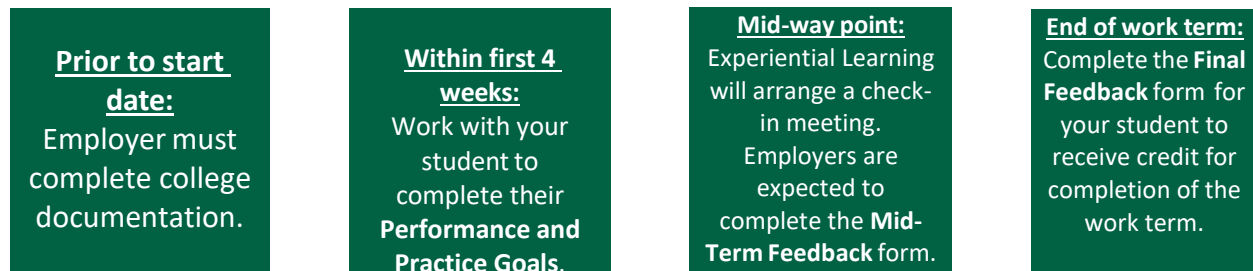 Prior to start
date:
Employer must
complete college
documentation.
Within first 4
weeks:
Work with your
student to
complete their
Performance and
Practice Goals.
Mid-way point:
Experiential Learning
will arrange a check-
in meeting.
Employers are
expected to
complete the Mid-
Term Feedback form.
End of work term:
Complete the Final
Feedback form for
your student to
receive credit for
completion of the
work term.